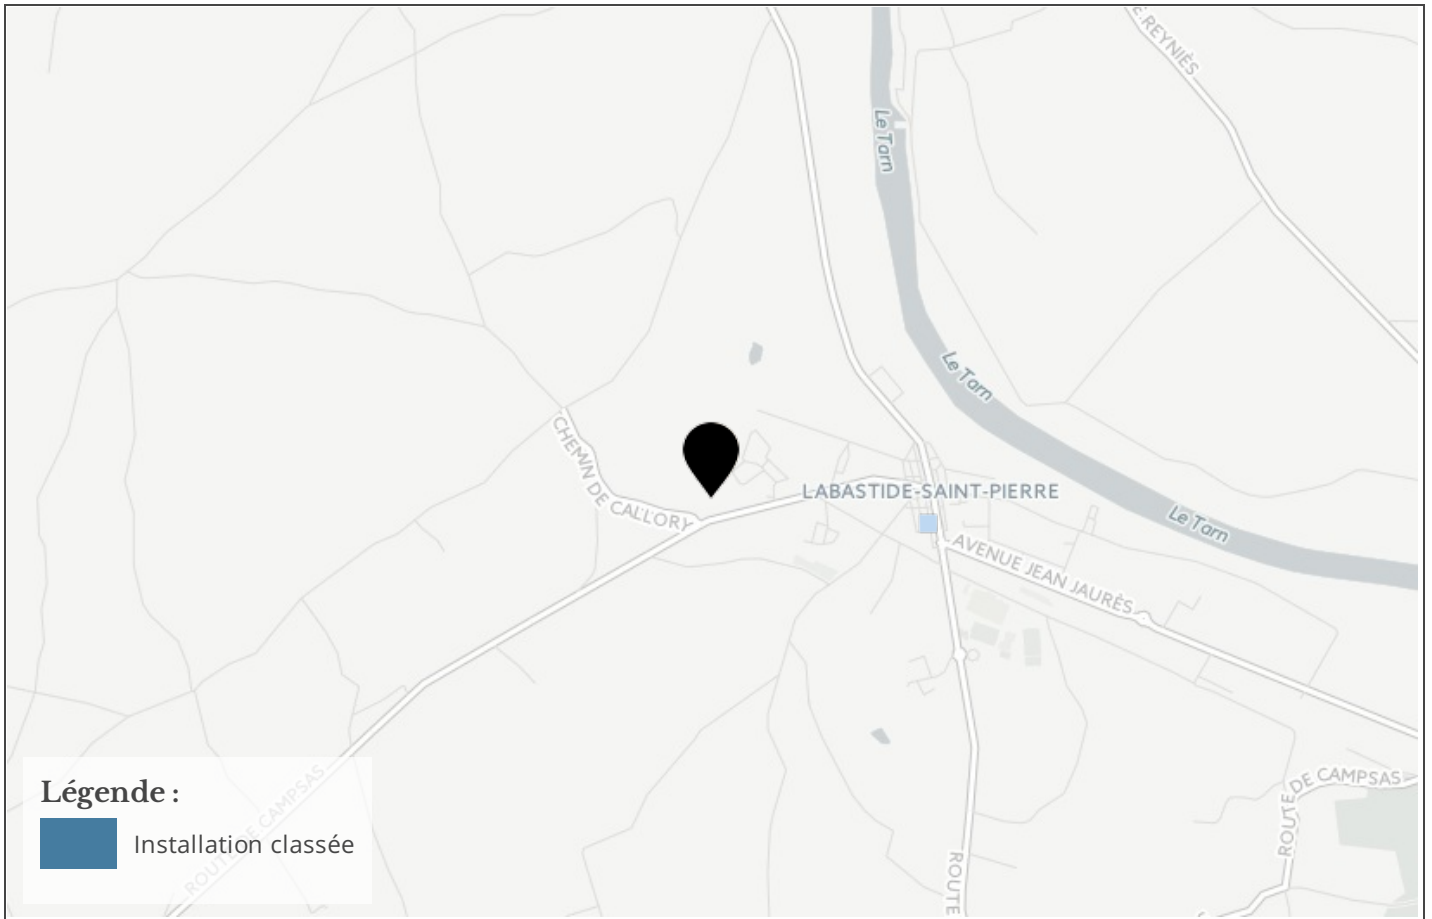 E.REYNIÈS
Le Tarn
Le Tarn
CHEMIN DE CALLORY
LABASTIDE-SAINT-PIERRE
Le Tarn
AVENUE JEAN JAURÈS
ROUTE DE CAMPSAS
ROUTE DE CAMPSAS
ROUTE
Légende :
Installation classée